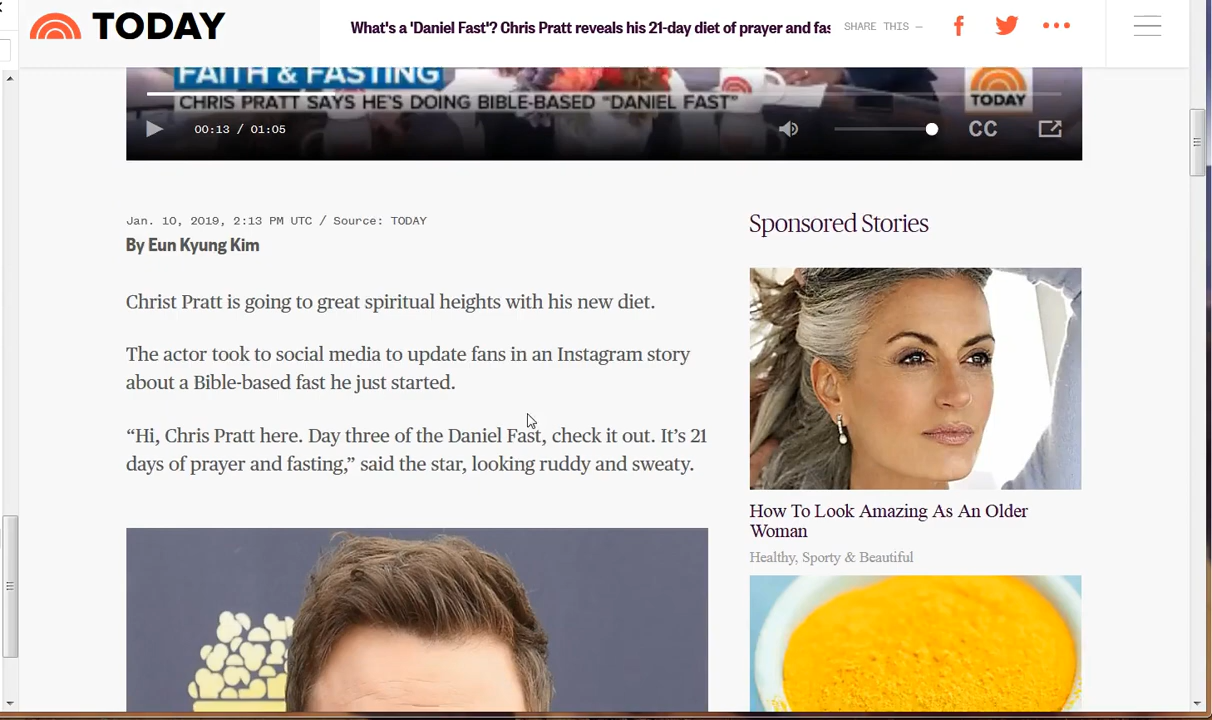 TODAY
What's a 'Daniel Fast'? Chris Pratt reveals his 21-day diet of prayer and fas
SHARE THIS —
FAITH & FASTING
CHRIS PRATT SAYS HE'S DOING BIBLE-BASED "DANIEL FAST"
TODAY
00:13 / 01:05
CC
Jan. 10, 2019, 2:13 PM UTC / Source: TODAY
By Eun Kyung Kim
Christ Pratt is going to great spiritual heights with his new diet.
The actor took to social media to update fans in an Instagram story
about a Bible-based fast he just started.
“Hi, Chris Pratt here. Day three of the Daniel Fast, check it out. It’s 21
days of prayer and fasting,” said the star, looking ruddy and sweaty.
Sponsored Stories
How To Look Amazing As An Older
Woman
Healthy, Sporty & Beautiful